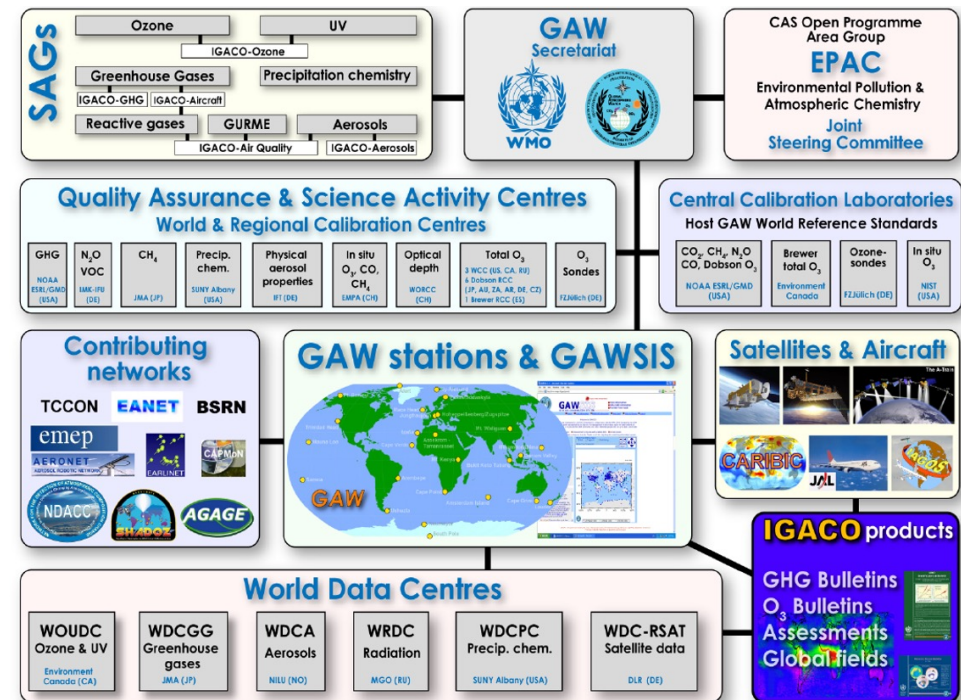 SAGs
Ozone
UV
IGACO-Ozone
Greenhouse Gases
Precipitation chemistry
IGACO-GHG
IGACO-Aircraft
Reactive gases
GURME
Aerosols
IGACO-Air Quality
IGACO-Aerosols
GAW
Secretariat
WMO
CAS Open Programme
Area Group
EPAC
Environmental Pollution &
Atmospheric Chemistry
Joint
Steering Committee
Quality Assurance & Science Activity Centres
World & Regional Calibration Centres
GHG
NOAA
ESRL/GMD
(USA)
N₂O
VOC
IMK-IFU
(DE)
CH₄
JMA (JP)
Precip.
chem.
SUNY Albany
(USA)
Physical
aerosol
properties
IFT (DE)
In situ
O₃, CO,
CH₄
EMPA (CH)
Optical
depth
WORCC
(CH)
Total O₃
3 WCC (US, CA, RU)
6 Dobson RCC
(JP, AU, ZA, AR, DE, CZ)
1 Brewer RCC (ES)
O₃
Sondes
FZJülich (DE)
Central Calibration Laboratories
Host GAW World Reference Standards
CO₂, CH₄, N₂O
CO, Dobson O₃
NOAA ESRL/GMD
(USA)
Brewer
total O₃
Environment
Canada
Ozone-
sondes
FZJülich (DE)
In situ
O₃
NIST
(USA)
Contributing
networks
TCCON
EANET
BSRN
emep
AERONET
AEROSOL ROBOTIC NETWORK
EARLINET
CAPMoN
NDACC
SHADOZ
AGAGE
GAW stations & GAWSIS
GAW
GAW
South Pole
Satellites & Aircraft
The A-Train
CARIBIC
JAL
IAGOS
IGACO products
GHG Bulletins
O₃ Bulletins
Assessments
Global fields
World Data Centres
WOUDC
Ozone & UV
Environment
Canada (CA)
WDCGG
Greenhouse
gases
JMA (JP)
WDCA
Aerosols
NILU (NO)
WRDC
Radiation
MGO (RU)
WDCPC
Precip. chem.
SUNY Albany (USA)
WDC-RSAT
Satellite data
DLR (DE)